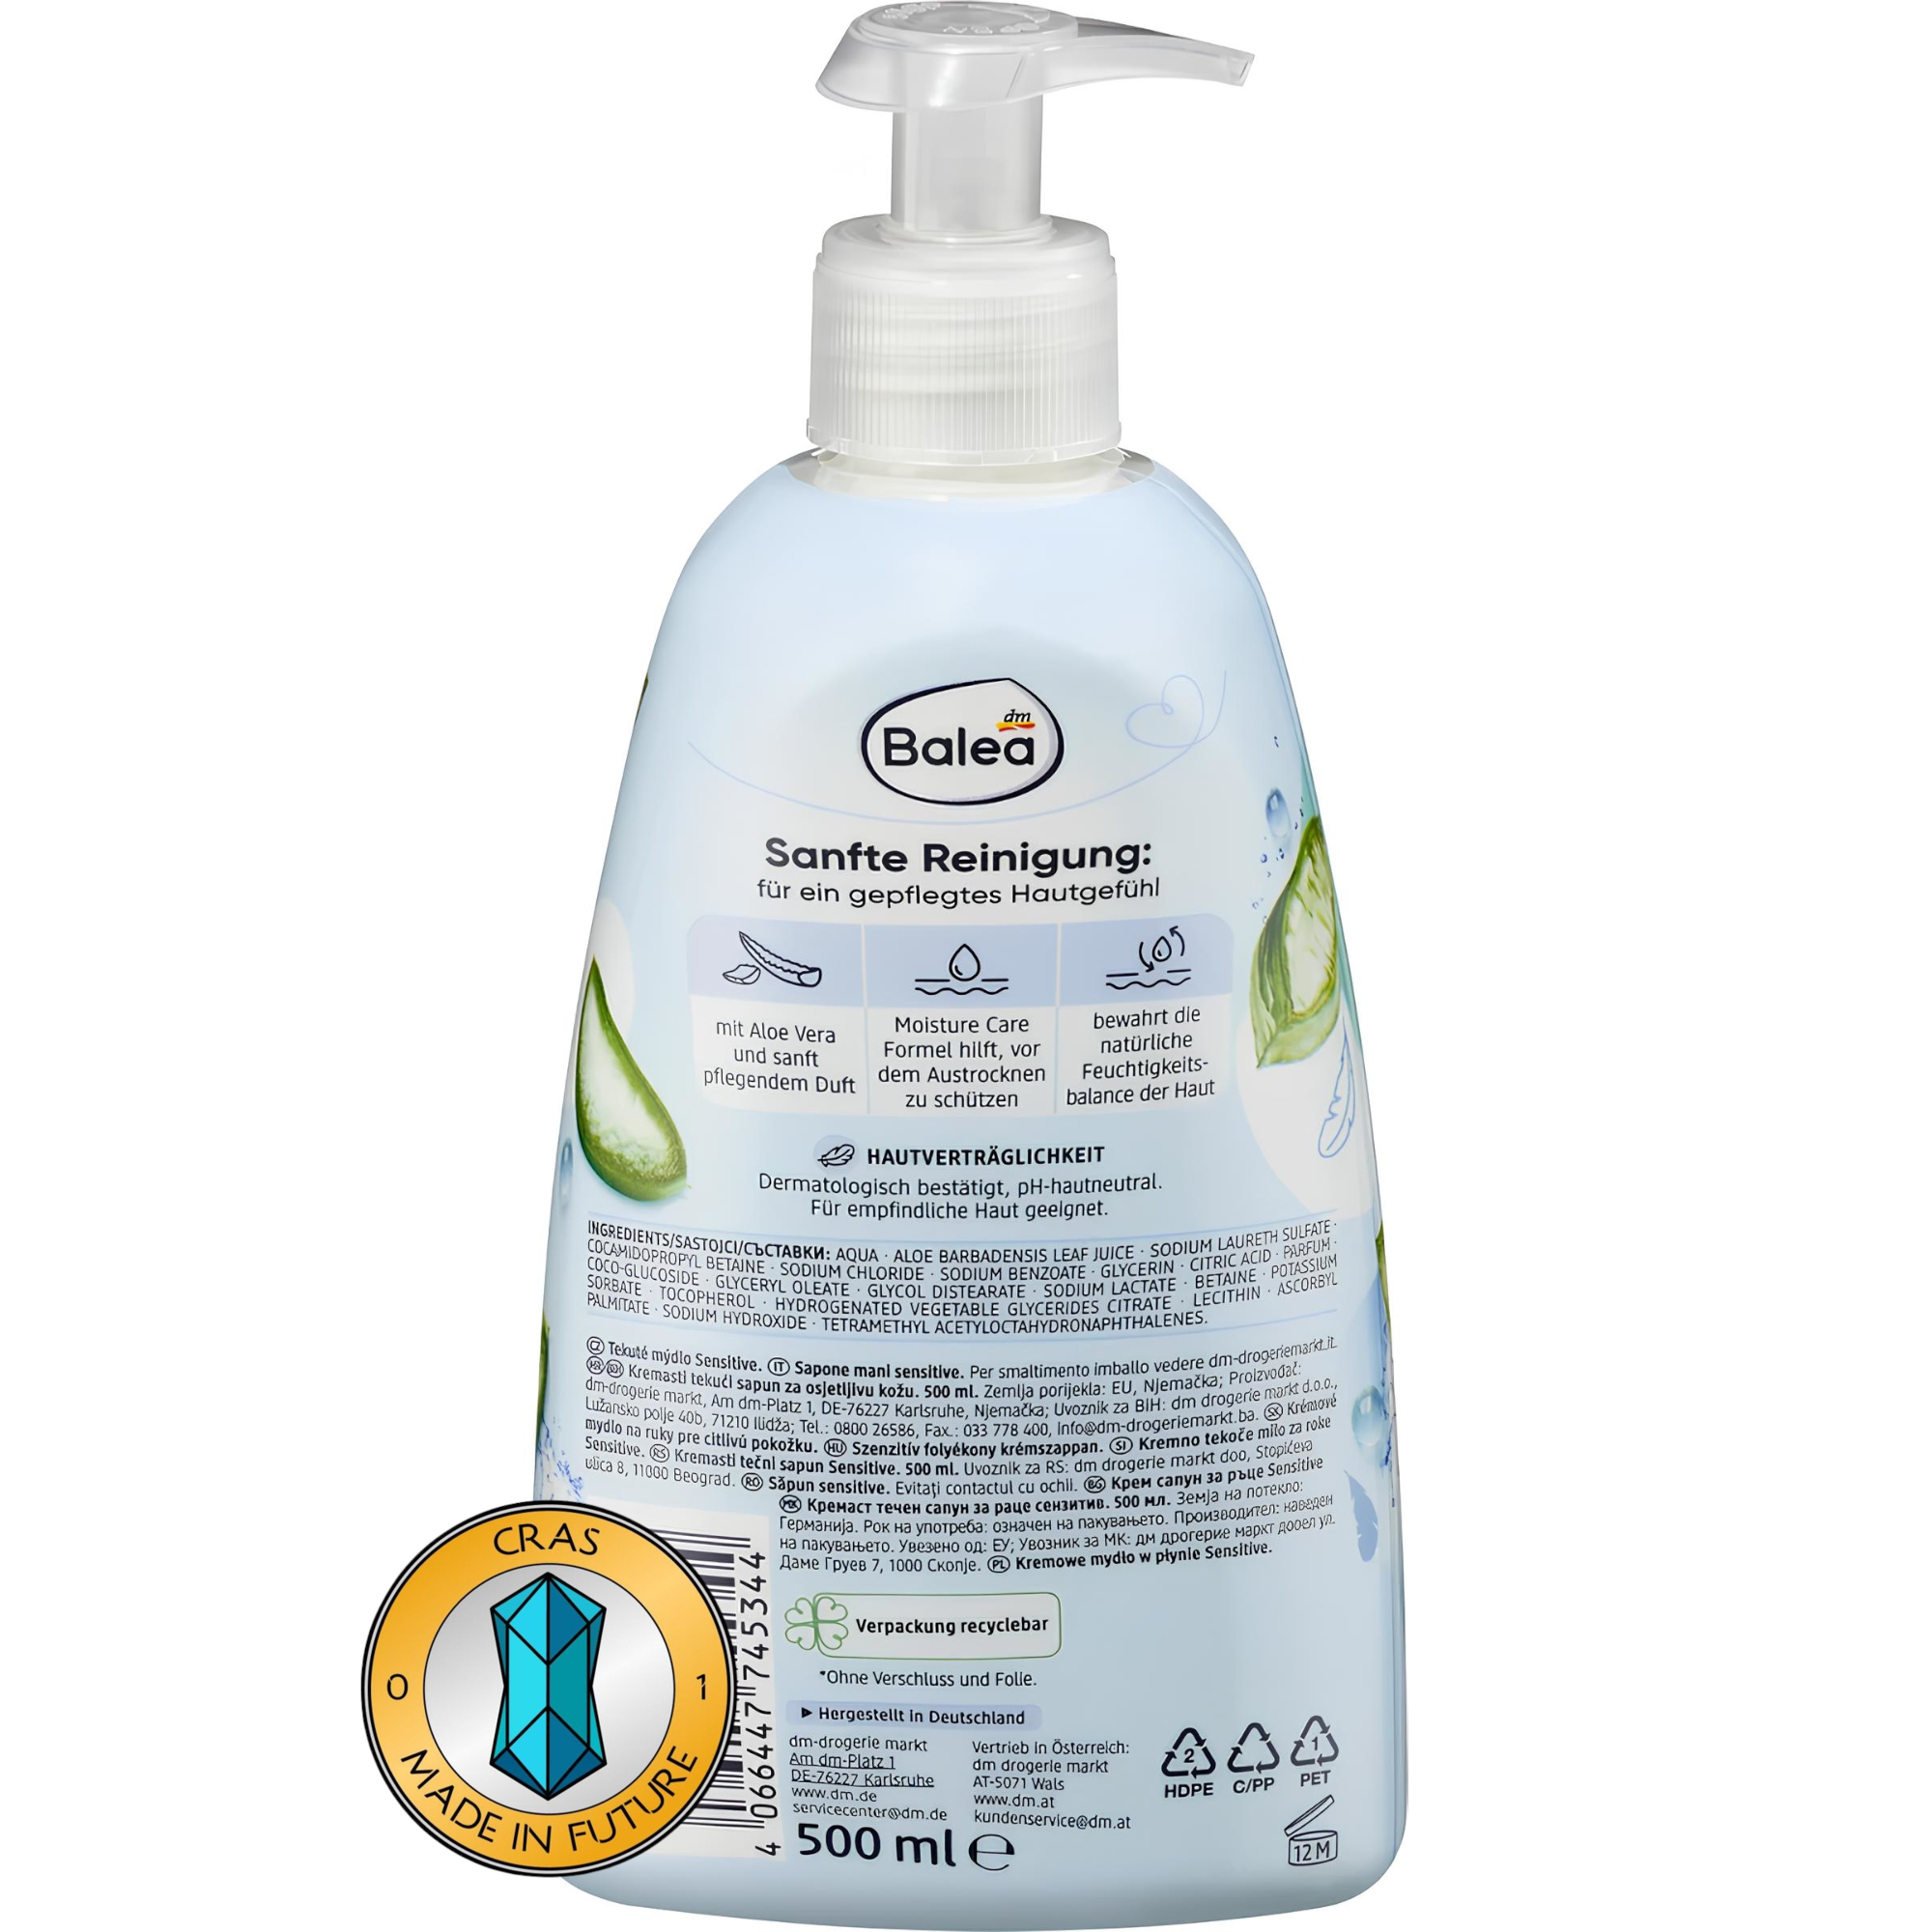 dm
Balea
Sanfte Reinigung:
für ein gepflegtes Hautgefühl
mit Aloe Vera
und sanft
pflegendem Duft
Moisture Care
Formel hilft, vor
dem Austrocknen
zu schützen
bewahrt die
natürliche
Feuchtigkeits-
balance der Haut
HAUTVERTRÄGLICHKEIT
Dermatologisch bestätigt, pH-hautneutral.
Für empfindliche Haut geeignet.
INGREDIENTS/SASTOJCI/СЪСТАВКИ: AQUA · ALOE BARBADENSIS LEAF JUICE · SODIUM LAURETH SULFATE ·
COCAMIDOPROPYL BETAINE · SODIUM CHLORIDE · SODIUM BENZOATE · GLYCERIN · CITRIC ACID · PARFUM ·
COCO-GLUCOSIDE · GLYCERYL OLEATE · GLYCOL DISTEARATE · SODIUM LACTATE · BETAINE · POTASSIUM
SORBATE · TOCOPHEROL · HYDROGENATED VEGETABLE GLYCERIDES CITRATE · LECITHIN · ASCORBYL
PALMITATE · SODIUM HYDROXIDE · TETRAMETHYL ACETYLOCTAHYDRONAPHTHALENES.
CZ Tekuté mýdlo Sensitive. IT Sapone mani sensitive. Per smaltimento imballo vedere dm-drogeriemarkt.it.
HR/BH Kremasti tekući sapun za osjetljivu kožu. 500 ml. Zemlja porijekla: EU, Njemačka; Proizvođač:
dm-drogerie markt, Am dm-Platz 1, DE-76227 Karlsruhe, Njemačka; Uvoznik za BiH: dm drogerie markt d.o.o.,
Lužansko polje 40b, 71210 Ilidža; Tel.: 0800 26586, Fax.: 033 778 400, info@dm-drogeriemarkt.ba. SK Krémové
mydlo na ruky pre citlivú pokožku. HU Szenzitív folyékony krémszappan. SI Kremno tekoče milo za roke
Sensitive. RS Kremasti tečni sapun Sensitive. 500 ml. Uvoznik za RS: dm drogerie markt doo, Stopićeva
ulica 8, 11000 Beograd. RO Săpun sensitive. Evitați contactul cu ochii. BG Крем сапун за ръце Sensitive
MK Кремаст течен сапун за раце сензитив. 500 мл. Земја на потекло:
Германија. Рок на употреба: означен на пакувањето. Производител: наведен
на пакувањето. Увезено од: ЕУ; Увозник за МК: дм дрогерие маркт дооел ул.
Даме Груев 7, 1000 Скопје. PL Kremowe mydło w płynie Sensitive.
Verpackung recyclebar
*Ohne Verschluss und Folie.
Hergestellt in Deutschland
dm-drogerie markt
Am dm-Platz 1
DE-76227 Karlsruhe
www.dm.de
servicecenter@dm.de
Vertrieb in Österreich:
dm drogerie markt
AT-5071 Wals
www.dm.at
kundenservice@dm.at
2
HDPE
C/PP
1
PET
500 ml e
12 M
4 066447 745344
CRAS
0 1
MADE IN FUTURE